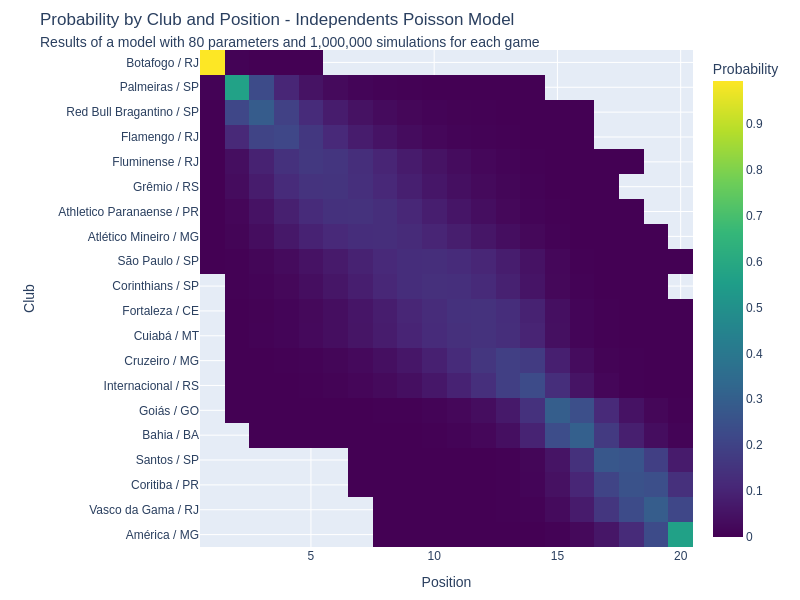 Probability by Club and Position - Independents Poisson Model
Results of a model with 80 parameters and 1,000,000 simulations for each game
Botafogo / RJ
Palmeiras / SP
Red Bull Bragantino / SP
Flamengo / RJ
Fluminense / RJ
Grêmio / RS
Athletico Paranaense / PR
Atlético Mineiro / MG
São Paulo / SP
Corinthians / SP
Fortaleza / CE
Cuiabá / MT
Cruzeiro / MG
Internacional / RS
Goiás / GO
Bahia / BA
Santos / SP
Coritiba / PR
Vasco da Gama / RJ
América / MG
Club
5
10
15
20
Position
Probability
0.9
0.8
0.7
0.6
0.5
0.4
0.3
0.2
0.1
0